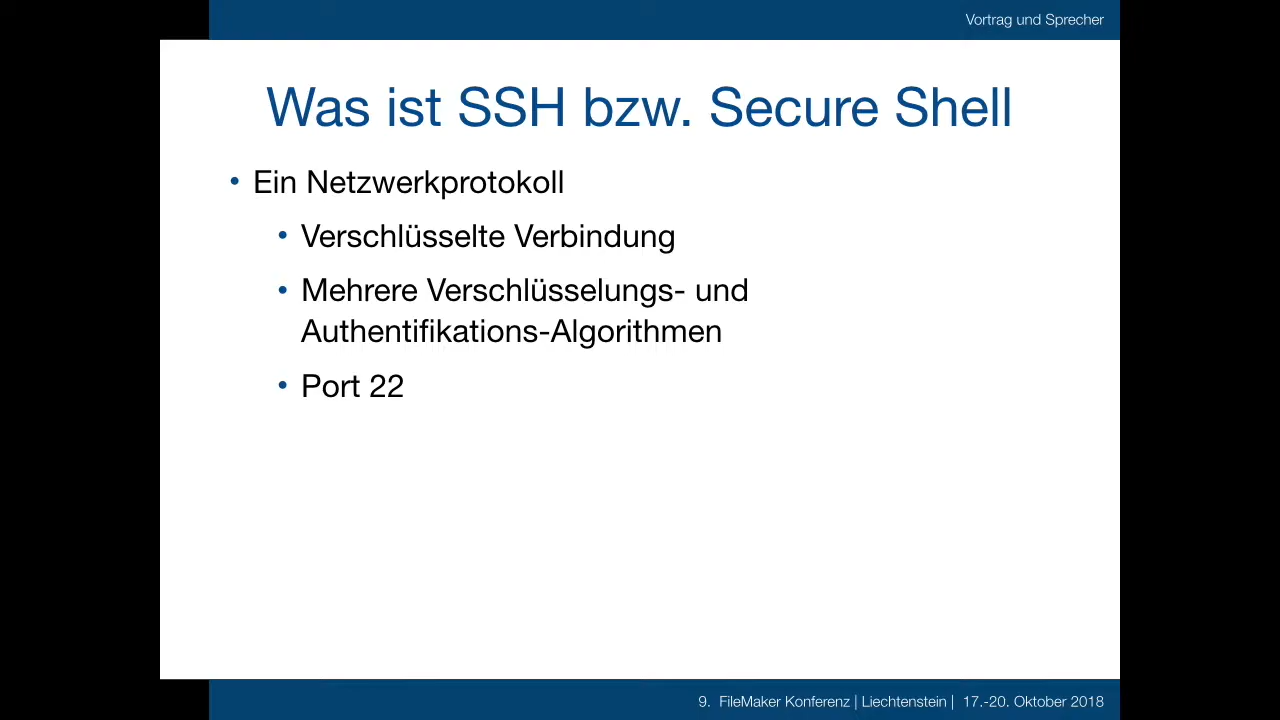 Vortrag und Sprecher
Was ist SSH bzw. Secure Shell
• Ein Netzwerkprotokoll
• Verschlüsselte Verbindung
• Mehrere Verschlüsselungs- und
Authentifikations-Algorithmen
• Port 22
9. FileMaker Konferenz | Liechtenstein | 17.-20. Oktober 2018